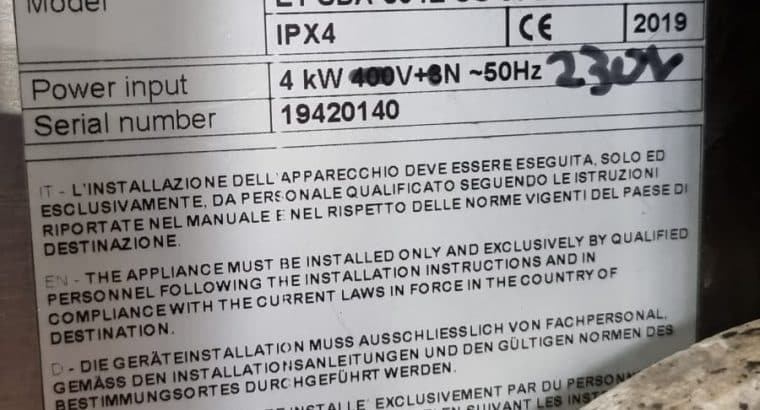 Model
IPX4 CE 2019
Power input 4 kW 400V+3N ~50Hz 230V
Serial number 19420140
IT - L'INSTALLAZIONE DELL'APPARECCHIO DEVE ESSERE ESEGUITA, SOLO ED
ESCLUSIVAMENTE, DA PERSONALE QUALIFICATO SEGUENDO LE ISTRUZIONI
RIPORTATE NEL MANUALE E NEL RISPETTO DELLE NORME VIGENTI DEL PAESE DI
DESTINAZIONE.
EN - THE APPLIANCE MUST BE INSTALLED ONLY AND EXCLUSIVELY BY QUALIFIED
PERSONNEL FOLLOWING THE INSTALLATION INSTRUCTIONS AND IN
COMPLIANCE WITH THE CURRENT LAWS IN FORCE IN THE COUNTRY OF
DESTINATION.
D - DIE GERÄTEINSTALLATION MUSS AUSSCHLIESSLICH VON FACHPERSONAL,
GEMÄSS DEN INSTALLATIONSANLEITUNGEN UND DEN GÜLTIGEN NORMEN DES
BESTIMMUNGSORTES DURCHGEFÜHRT WERDEN.
EXCLUSIVEMENT PAR DU
SUIVANT LES